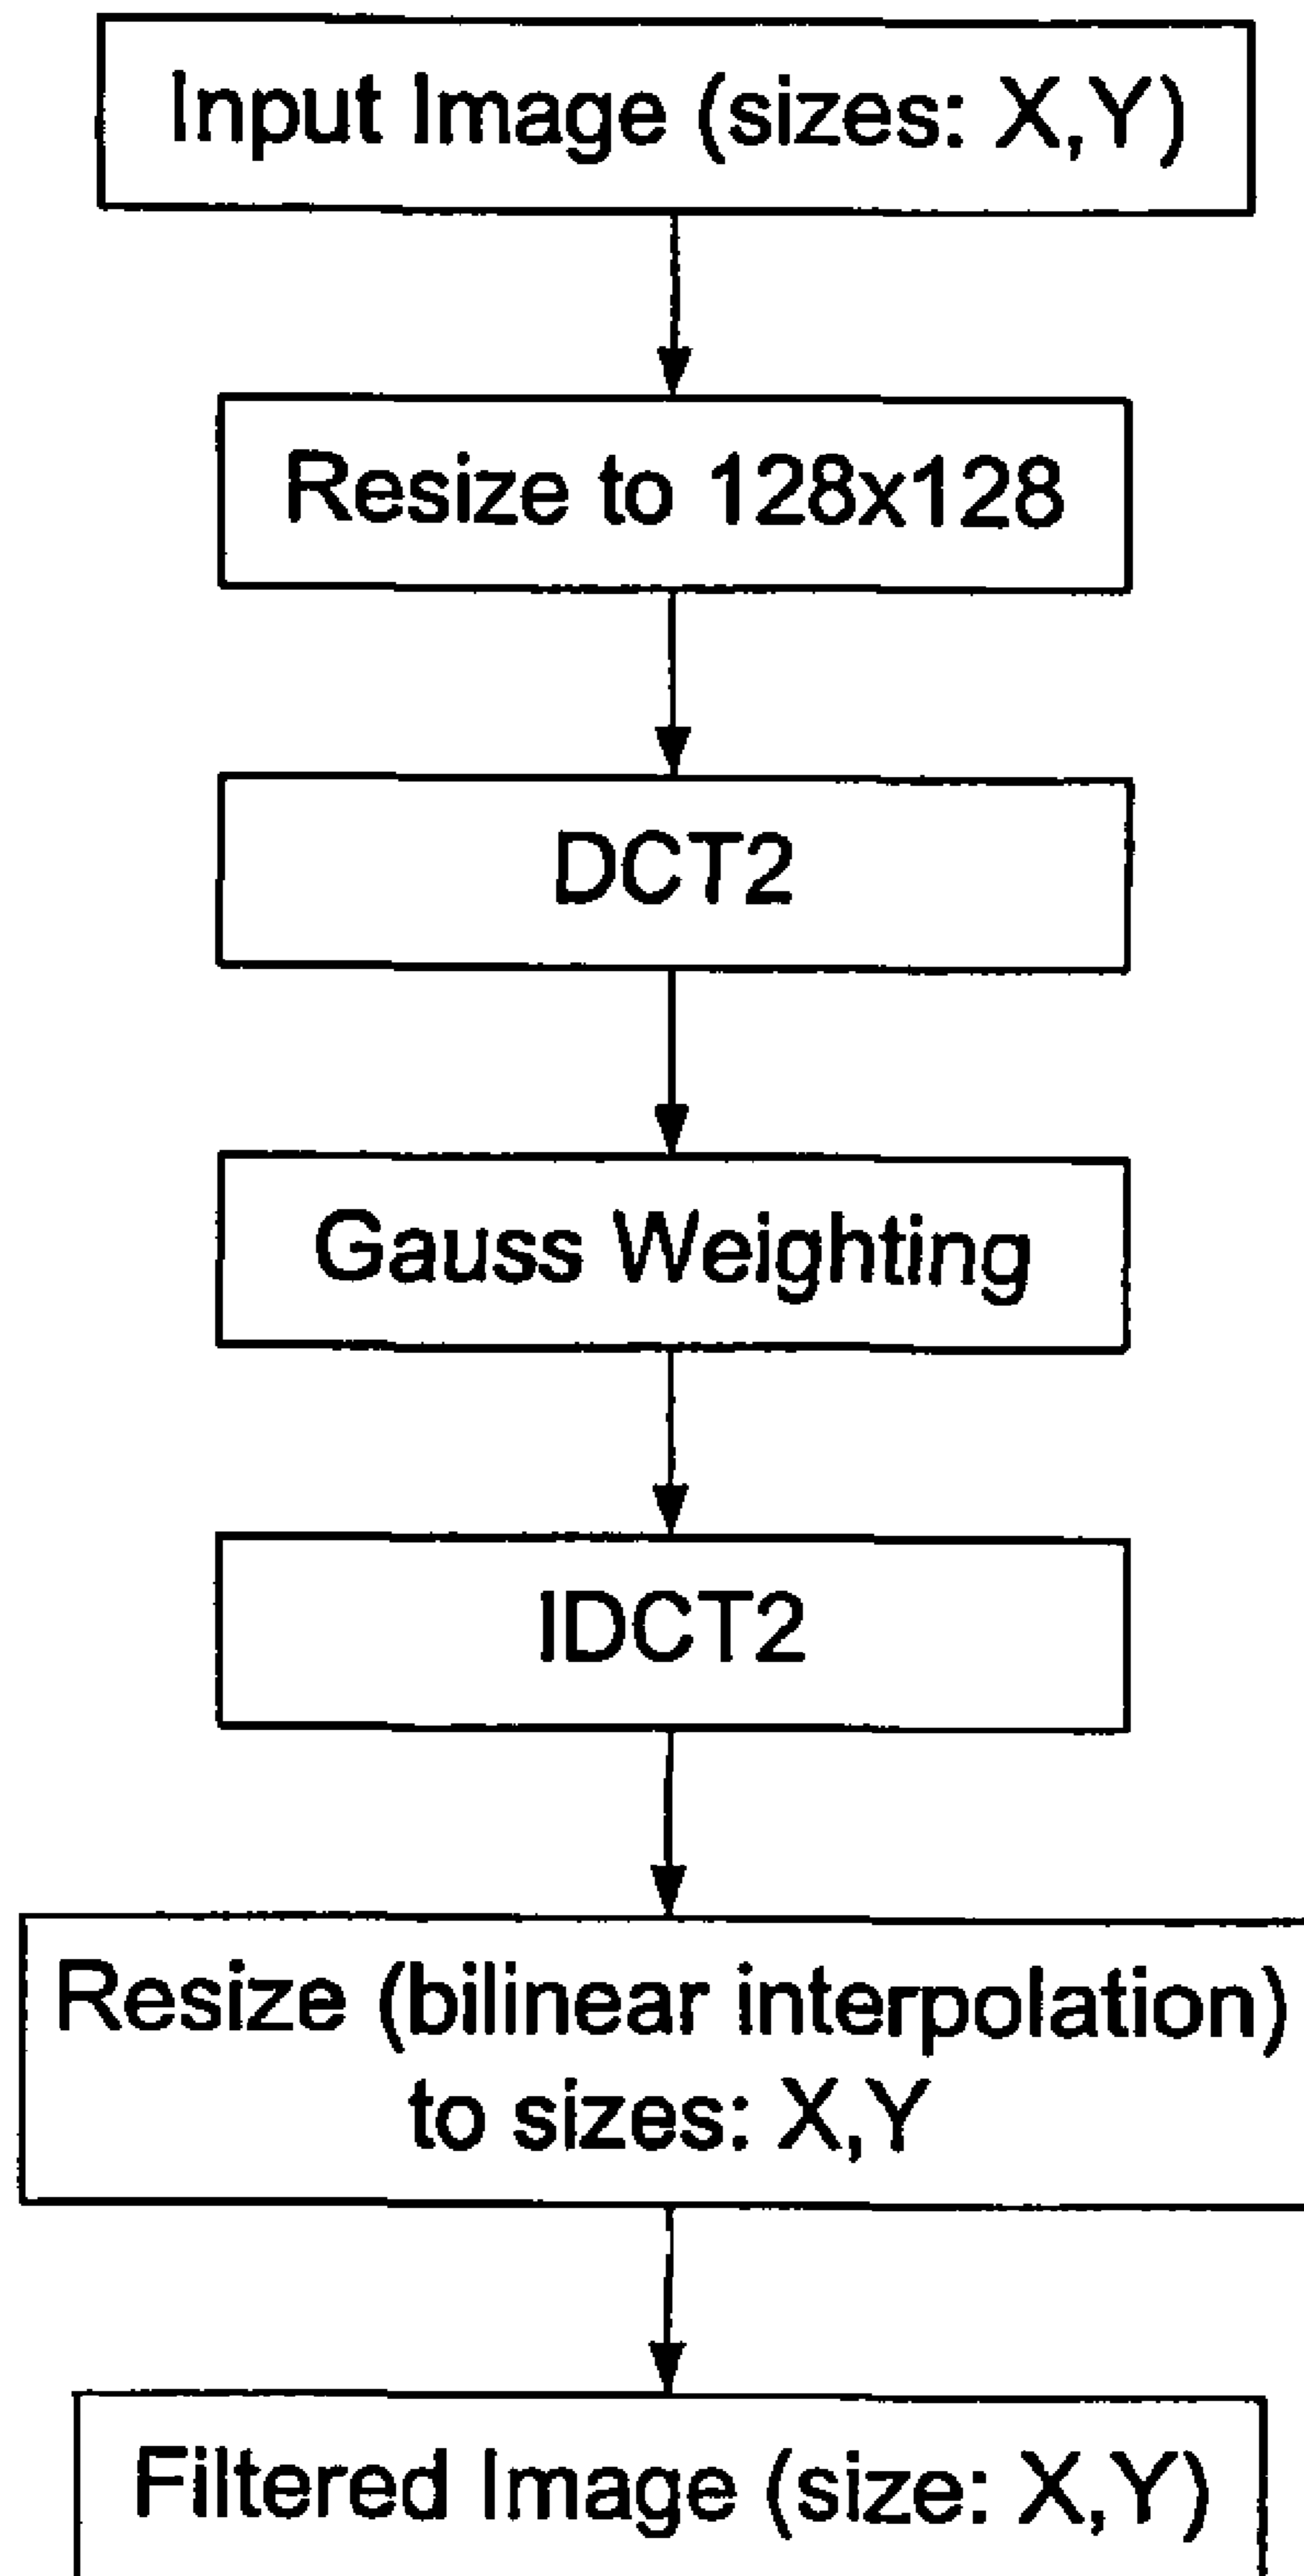 Input Image (sizes: X,Y)
Resize to 128x128
DCT2
Gauss Weighting
IDCT2
Resize (bilinear interpolation)
to sizes: X,Y
Filtered Image (size: X,Y)